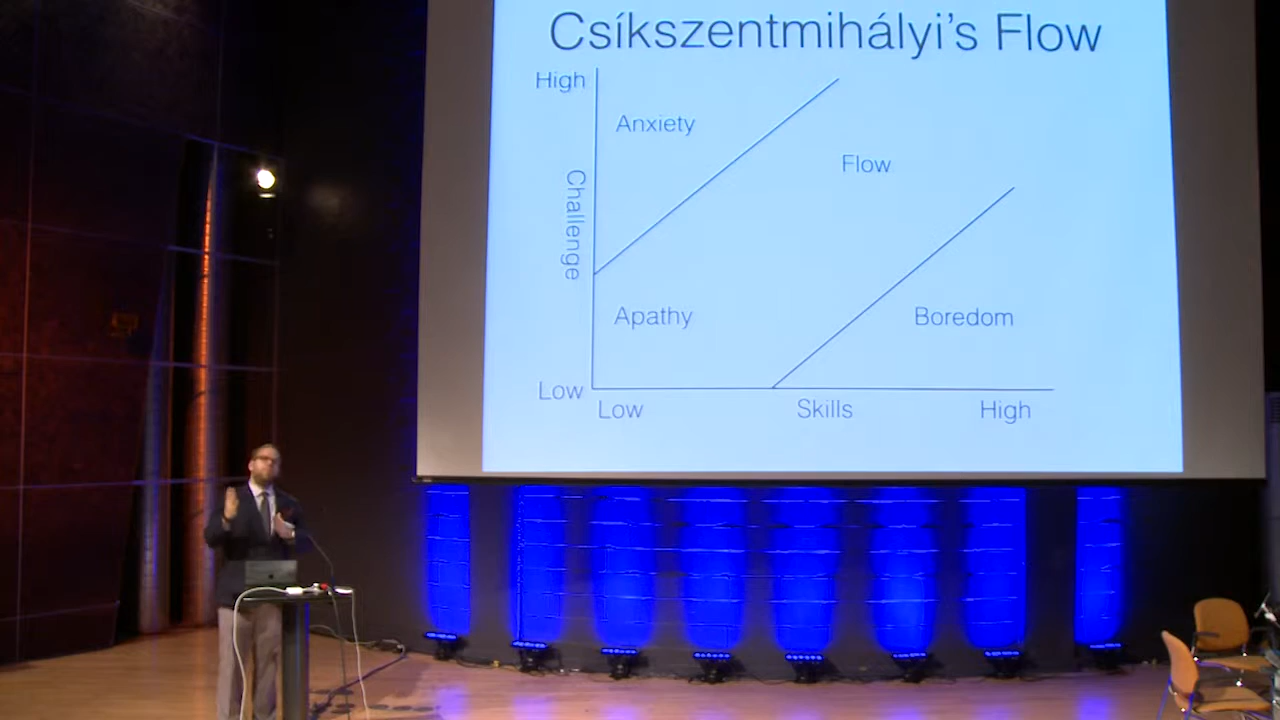 Csíkszentmihályi's Flow
High
Anxiety
Flow
Challenge
Apathy
Boredom
Low
Low
Skills
High